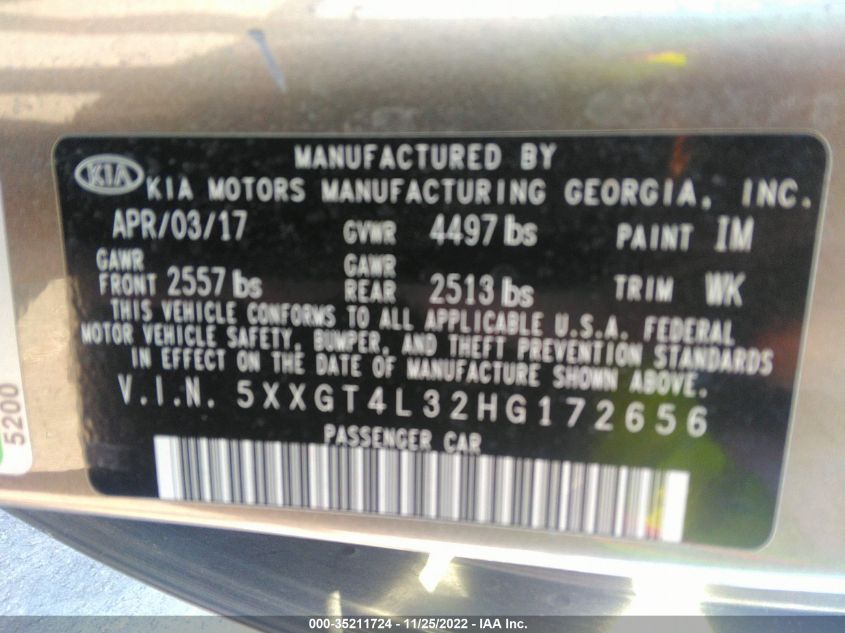 MANUFACTURED BY
KIA KIA MOTORS MANUFACTURING GEORGIA, INC.
APR/03/17 GVWR 4497 lbs PAINT IM
GAWR FRONT 2557 lbs GAWR REAR 2513 lbs TRIM WK
THIS VEHICLE CONFORMS TO ALL APPLICABLE U.S.A. FEDERAL
MOTOR VEHICLE SAFETY, BUMPER, AND THEFT PREVENTION STANDARDS
IN EFFECT ON THE DATE OF MANUFACTURE SHOWN ABOVE.
V.I.N. 5XXGT4L32HG172656
PASSENGER CAR
5200
000-35211724 - 11/25/2022 - IAA Inc.